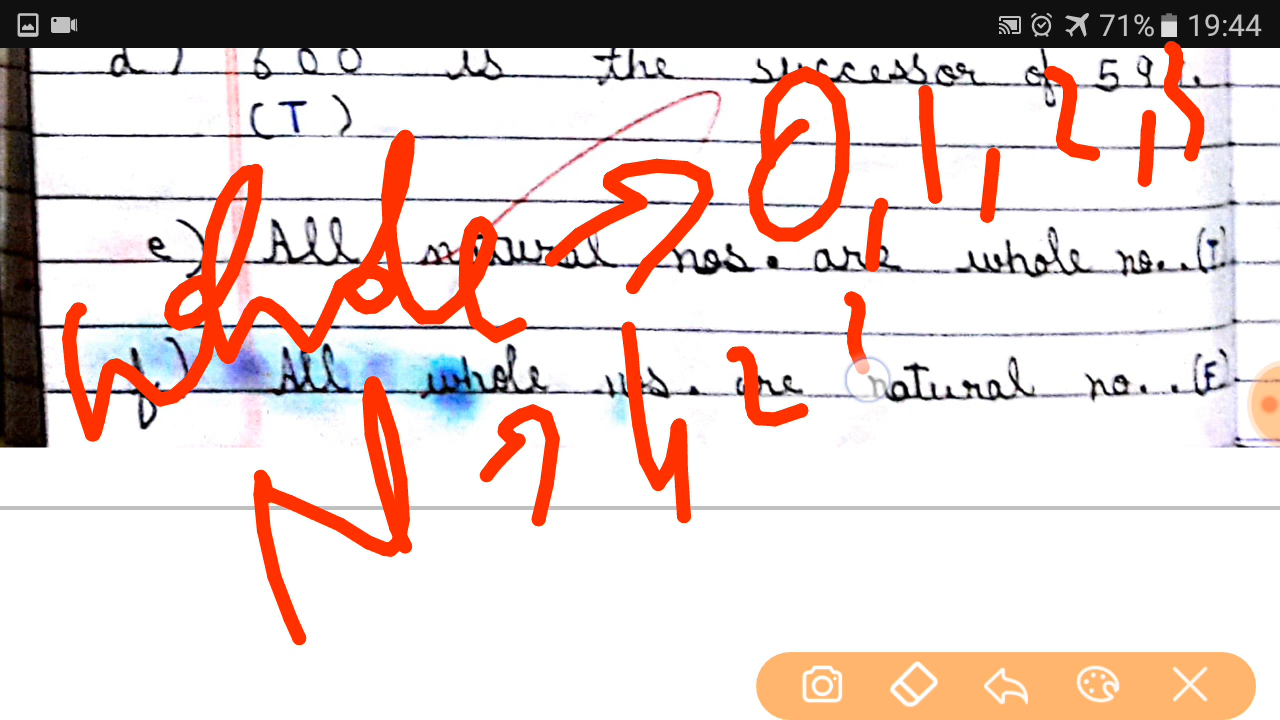 71% 19:44
d) 600 is the successor of 59
(T)
whole → 0, 1, 2, 3
e) All natural nos. are whole no..(T)
f) All whole nos. are natural no..(F)
N → 1, 2